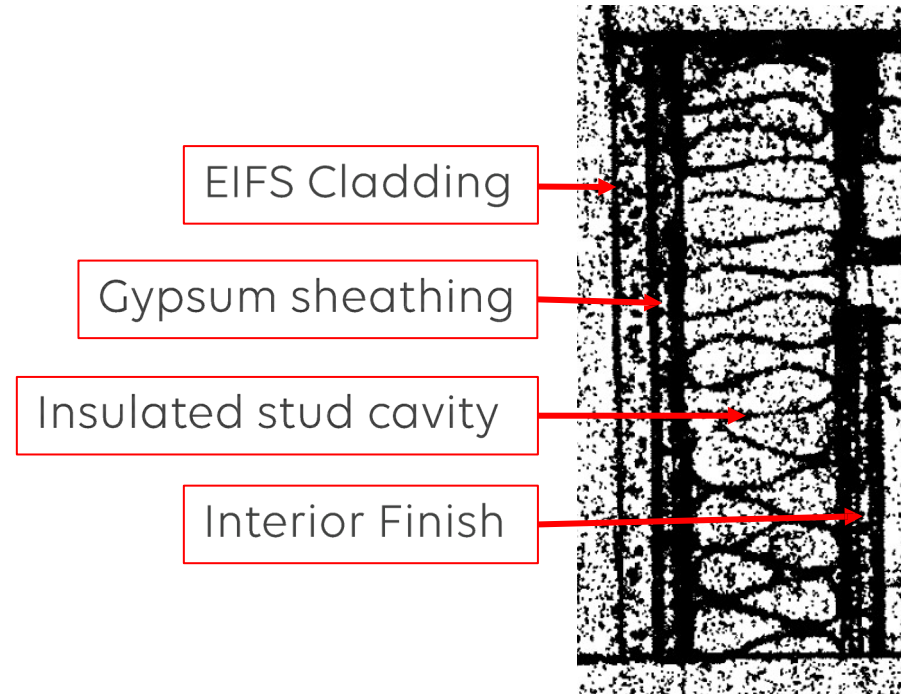 EIFS Cladding
Gypsum sheathing
Insulated stud cavity
Interior Finish